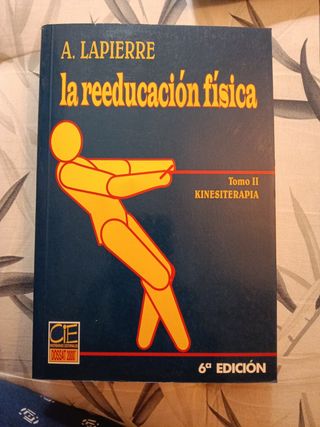 A. LAPIERRE
la reeducación física
Tomo II
KINESITERAPIA
CiE
DOSSAT 2000
6ª EDICIÓN